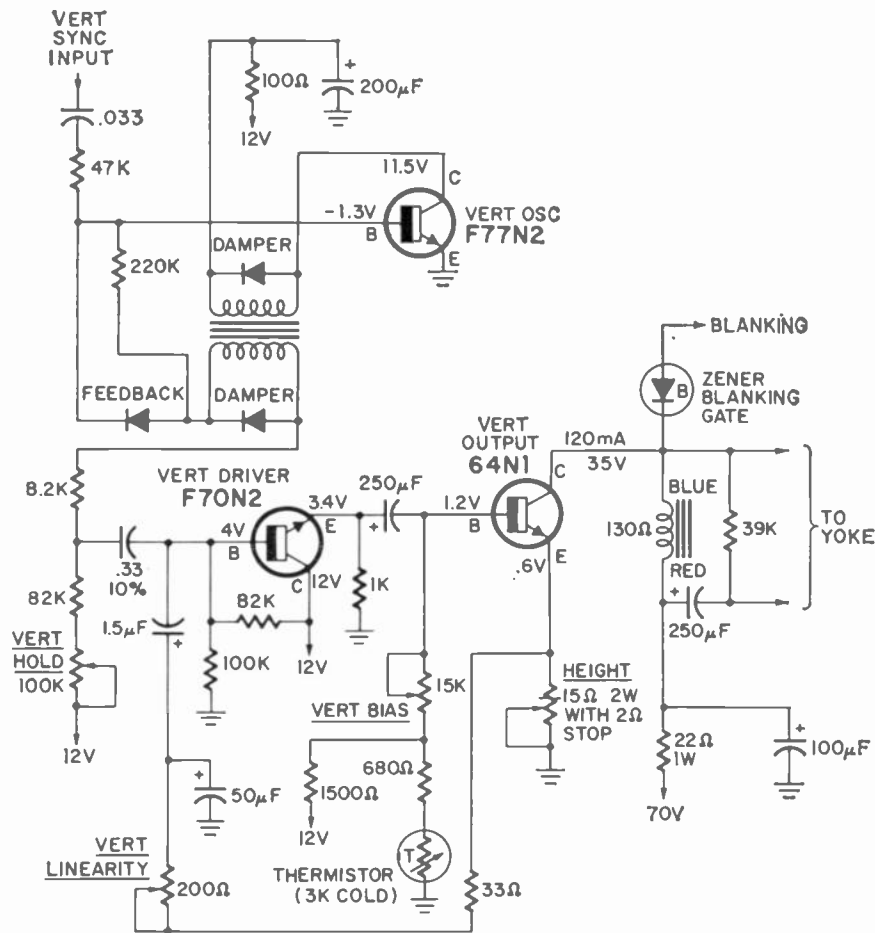 VERT
SYNC
INPUT
.033
47K
100Ω
12V
+
200µF
11.5V
C
-1.3V
B
E
VERT OSC
F77N2
220K
DAMPER
FEEDBACK
DAMPER
BLANKING
B
ZENER
BLANKING
GATE
VERT
OUTPUT
64N1
120mA
35V
C
8.2K
VERT DRIVER
F70N2
250µF
+
3.4V
E
4V
B
C
12V
1.2V
B
E
.6V
BLUE
130Ω
RED
39K
TO
YOKE
.33
10%
82K
82K
1K
+
250µF
1.5µF
+
100K
12V
VERT
HOLD
100K
12V
15K
VERT BIAS
HEIGHT
15Ω 2W
WITH 2Ω
STOP
22Ω
1W
70V
+
100µF
+
50µF
1500Ω
12V
680Ω
T
THERMISTOR
(3K COLD)
33Ω
VERT
LINEARITY
200Ω